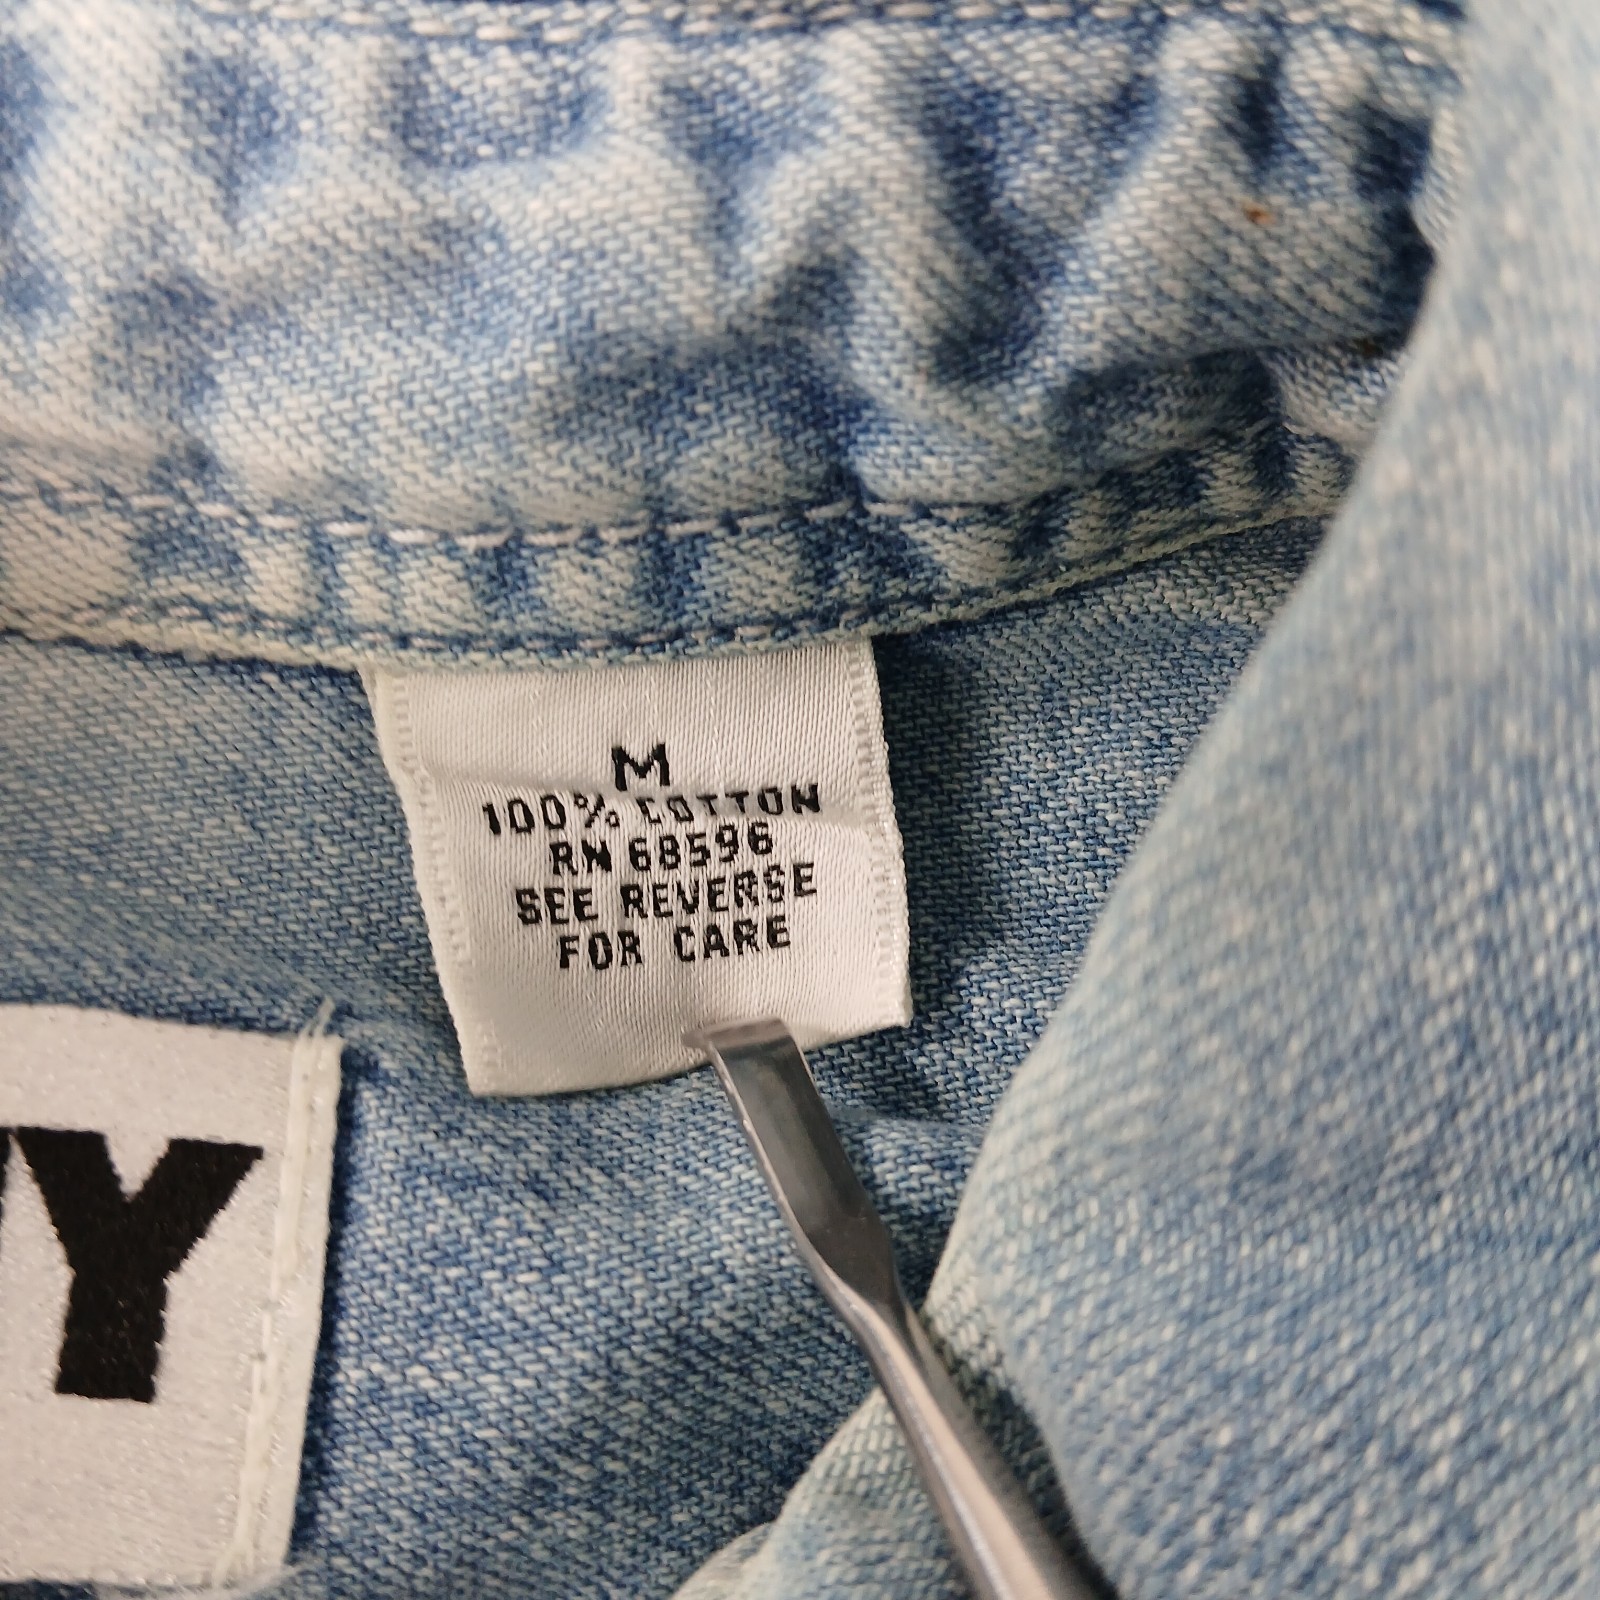 M
100% COTTON
RN 68596
SEE REVERSE
FOR CARE
Y